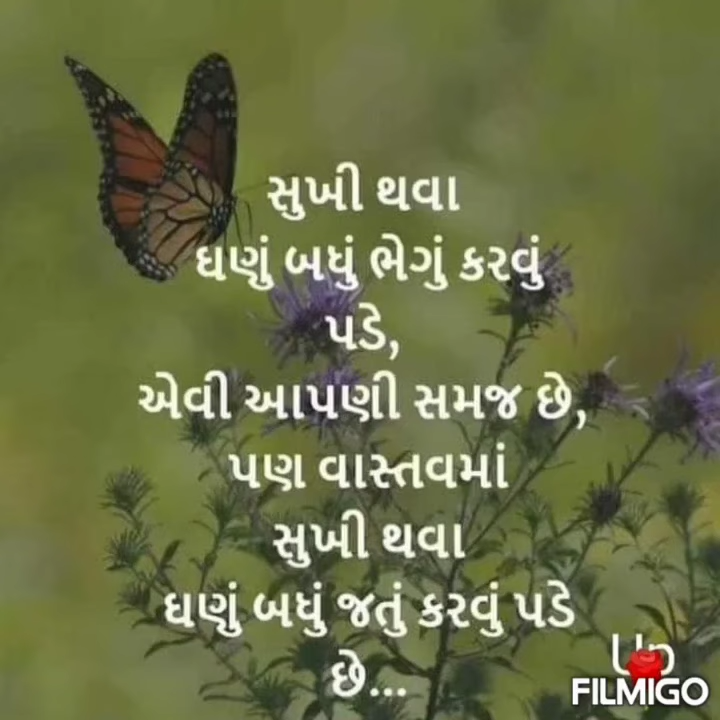 સુખી થવા
ઘણું બધું ભેગું કરવું
પડે,
એવી આપણી સમજ છે,
પણ વાસ્તવમાં
સુખી થવા
ઘણું બધું જતું કરવું પડે
છે...
FILMIGO